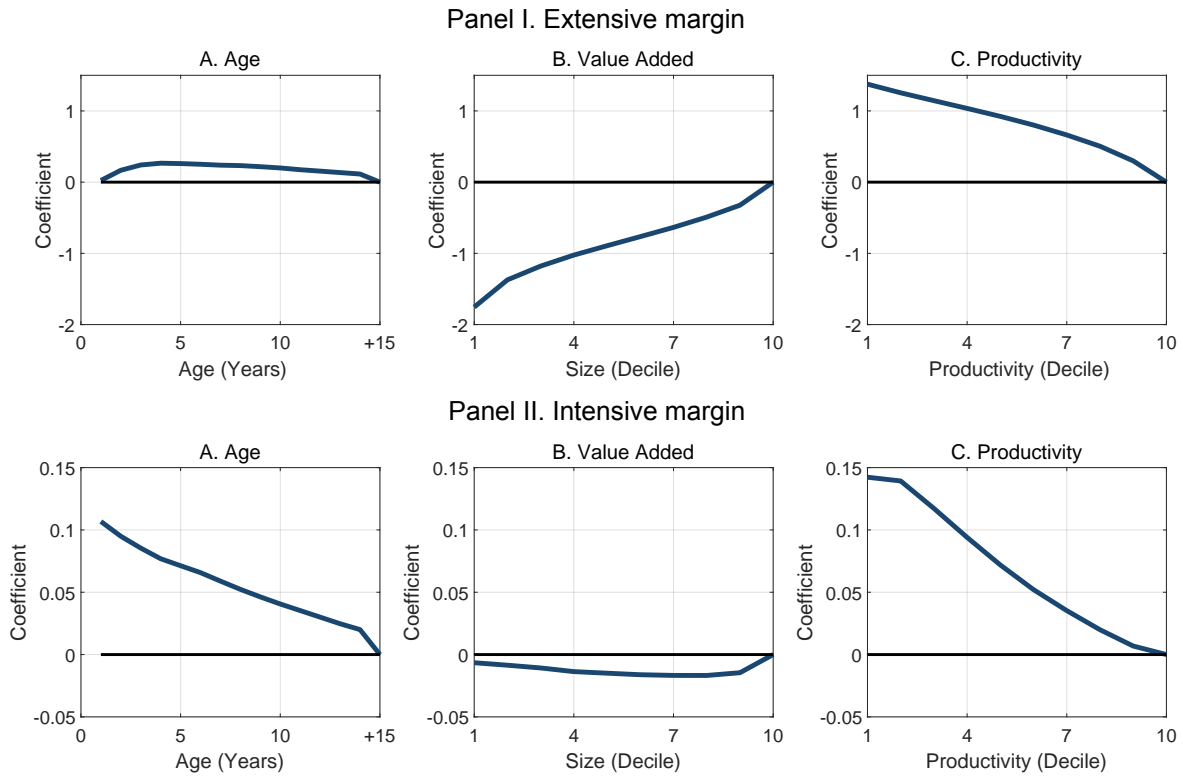 Panel I. Extensive margin
A. Age
B. Value Added
C. Productivity
Coefficient
1
0
-1
-2
0 5 10 +15
Age (Years)
Coefficient
1
0
-1
-2
1 4 7 10
Size (Decile)
Coefficient
1
0
-1
-2
1 4 7 10
Productivity (Decile)
Panel II. Intensive margin
A. Age
B. Value Added
C. Productivity
Coefficient
0.15
0.1
0.05
0
-0.05
0 5 10 +15
Age (Years)
Coefficient
0.15
0.1
0.05
0
-0.05
1 4 7 10
Size (Decile)
Coefficient
0.15
0.1
0.05
0
-0.05
1 4 7 10
Productivity (Decile)